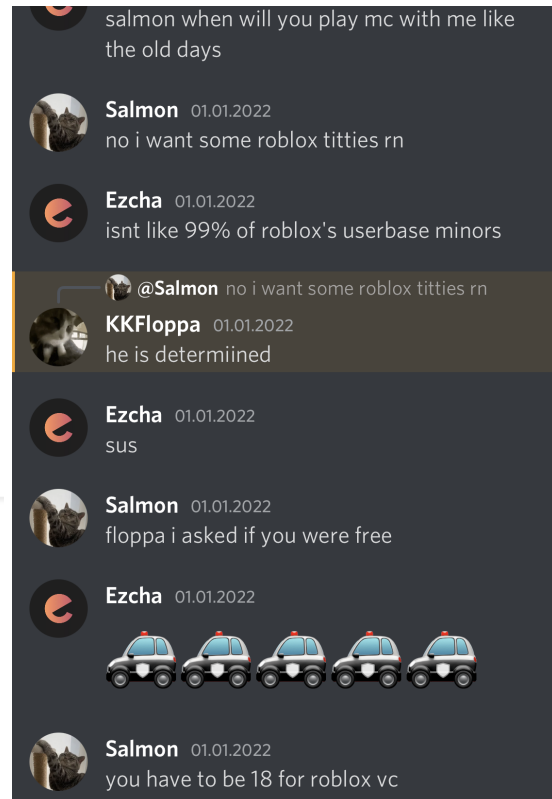 salmon when will you play mc with me like
the old days
Salmon 01.01.2022
no i want some roblox titties rn
Ezcha 01.01.2022
isnt like 99% of roblox's userbase minors
@Salmon no i want some roblox titties rn
KKFloppa 01.01.2022
he is determiined
Ezcha 01.01.2022
sus
Salmon 01.01.2022
floppa i asked if you were free
Ezcha 01.01.2022
Salmon 01.01.2022
you have to be 18 for roblox vc